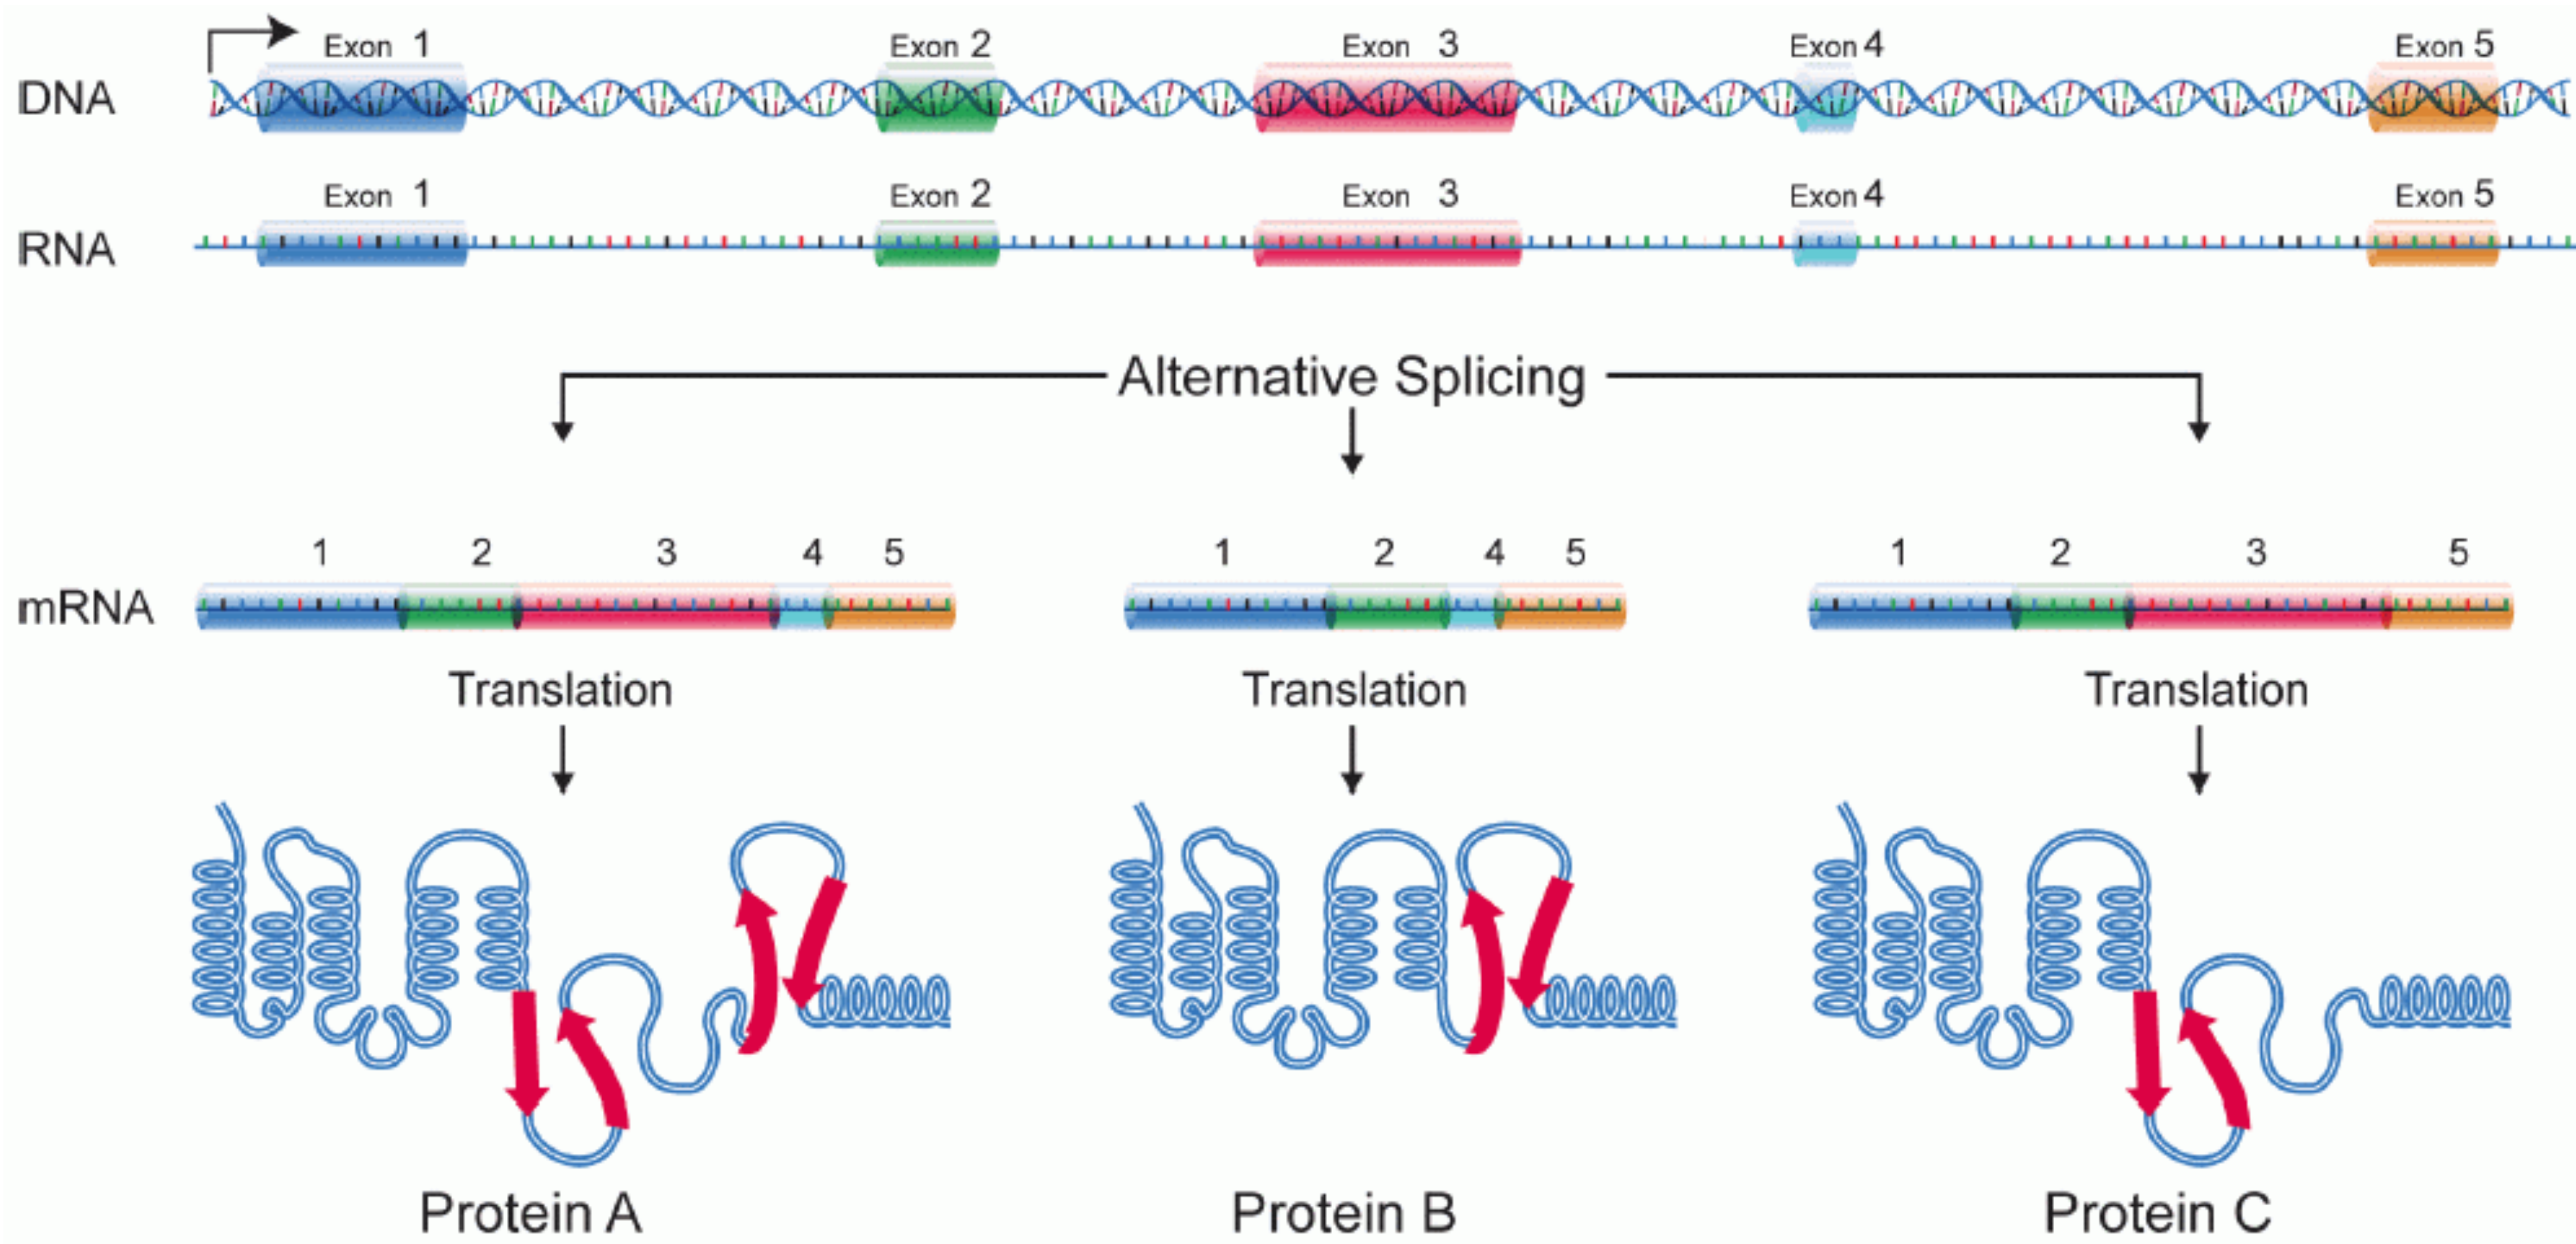 Exon 1 Exon 2 Exon 3 Exon 4 Exon 5
DNA
Exon 1 Exon 2 Exon 3 Exon 4 Exon 5
RNA
Alternative Splicing
1 2 3 4 5 1 2 4 5 1 2 3 5
mRNA
Translation Translation Translation
Protein A Protein B Protein C